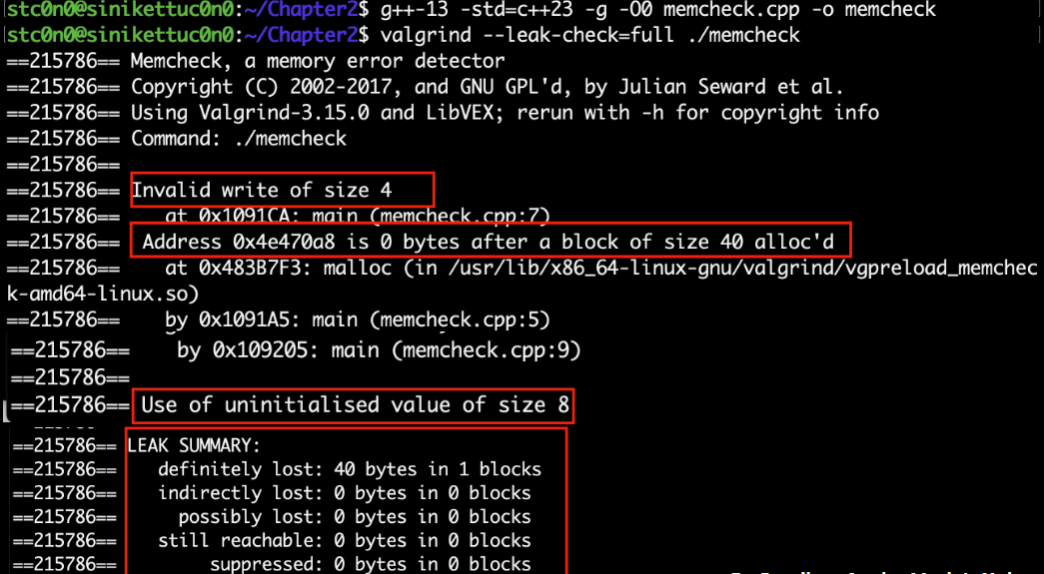 stc0n0@sinikettuc0n0:~/Chapter2$ g++-13 -std=c++23 -g -O0 memcheck.cpp -o memcheck
stc0n0@sinikettuc0n0:~/Chapter2$ valgrind --leak-check=full ./memcheck
==215786== Memcheck, a memory error detector
==215786== Copyright (C) 2002-2017, and GNU GPL'd, by Julian Seward et al.
==215786== Using Valgrind-3.15.0 and LibVEX; rerun with -h for copyright info
==215786== Command: ./memcheck
==215786==
==215786== Invalid write of size 4
==215786==    at 0x1091CA: main (memcheck.cpp:7)
==215786==  Address 0x4e470a8 is 0 bytes after a block of size 40 alloc'd
==215786==    at 0x483B7F3: malloc (in /usr/lib/x86_64-linux-gnu/valgrind/vgpreload_memchec
k-amd64-linux.so)
==215786==    by 0x1091A5: main (memcheck.cpp:5)
==215786==    by 0x109205: main (memcheck.cpp:9)
==215786==
==215786== Use of uninitialised value of size 8
==215786== LEAK SUMMARY:
==215786==    definitely lost: 40 bytes in 1 blocks
==215786==    indirectly lost: 0 bytes in 0 blocks
==215786==      possibly lost: 0 bytes in 0 blocks
==215786==    still reachable: 0 bytes in 0 blocks
==215786==         suppressed: 0 bytes in 0 blocks